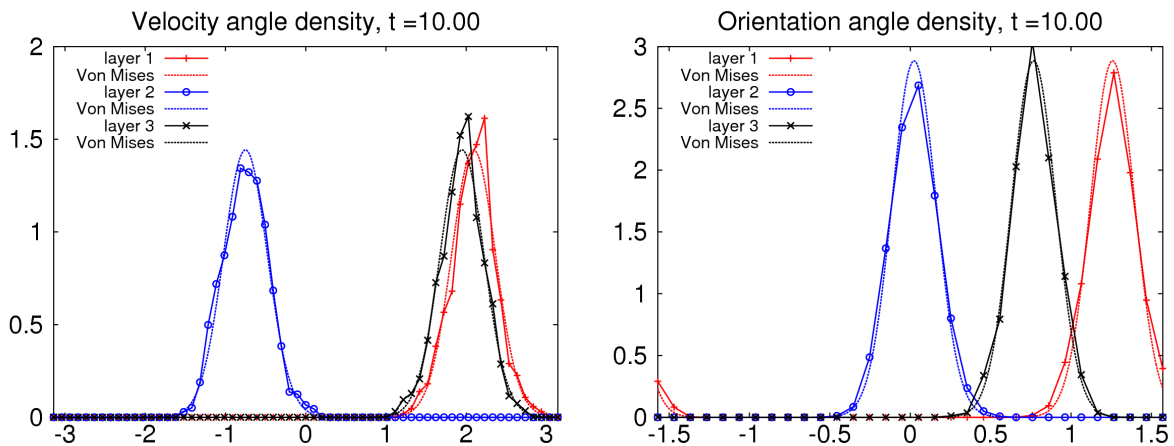 Velocity angle density, t =10.00
2
1.5
1
0.5
0
-3
-2
-1
0
1
2
3
layer 1
Von Mises
layer 2
Von Mises
layer 3
Von Mises
Orientation angle density, t =10.00
3
2.5
2
1.5
1
0.5
0
-1.5
-1
-0.5
0
0.5
1
1.5
layer 1
Von Mises
layer 2
Von Mises
layer 3
Von Mises